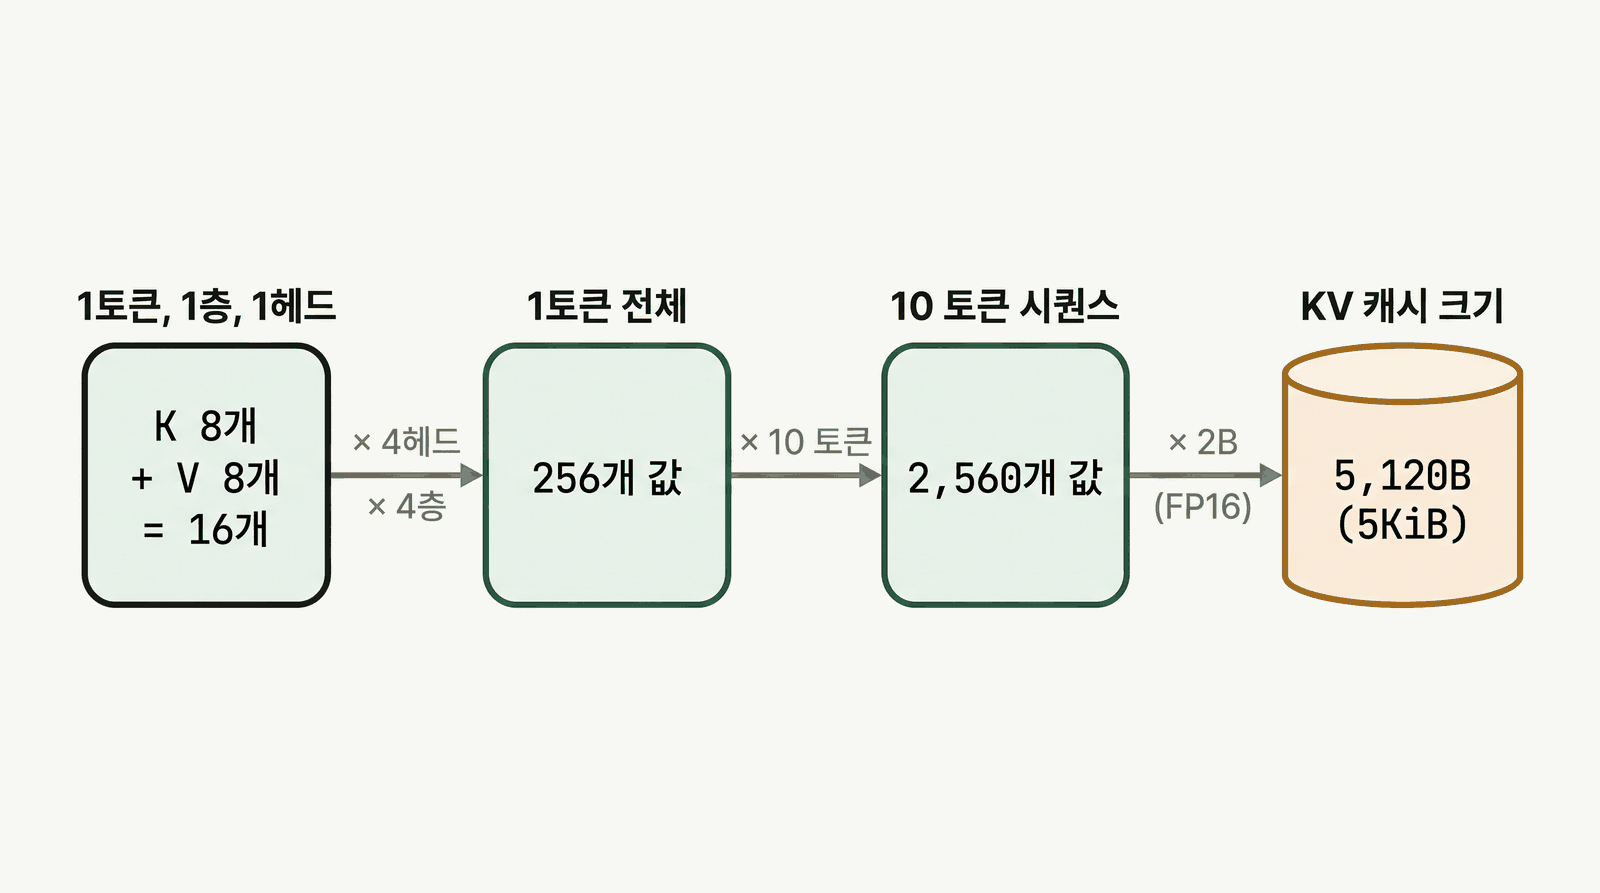 1토큰, 1층, 1헤드
K 8개
+ V 8개
= 16개
× 4헤드
× 4층
1토큰 전체
256개 값
× 10 토큰
10 토큰 시퀀스
2,560개 값
× 2B
(FP16)
KV 캐시 크기
5,120B
(5KiB)